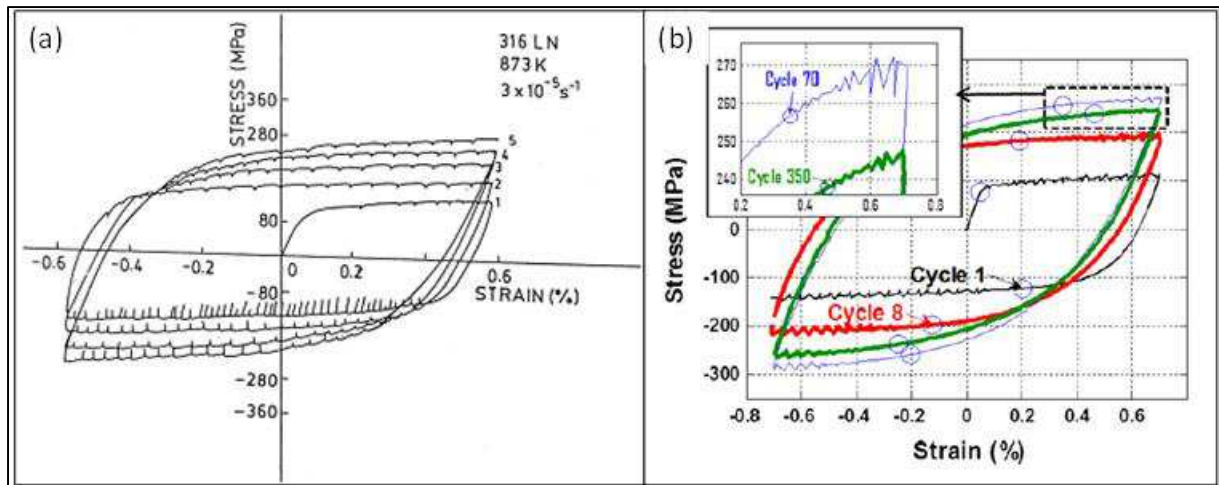 (a)
316 LN
873 K
3 x 10⁻⁵ s⁻¹
STRESS (MPa)
360
280
80
5
4
3
2
1
-0.6
-0.4
0
0.2
0.6
STRAIN (%)
-80
-200
-280
-360
(b)
270
260
250
240
Cycle 70
Cycle 350
0.2
0.4
0.6
0.8
0
-100
-200
-300
Stress (MPa)
Cycle 1
Cycle 8
-0.8
-0.6
-0.4
-0.2
0
0.2
0.4
0.6
Strain (%)